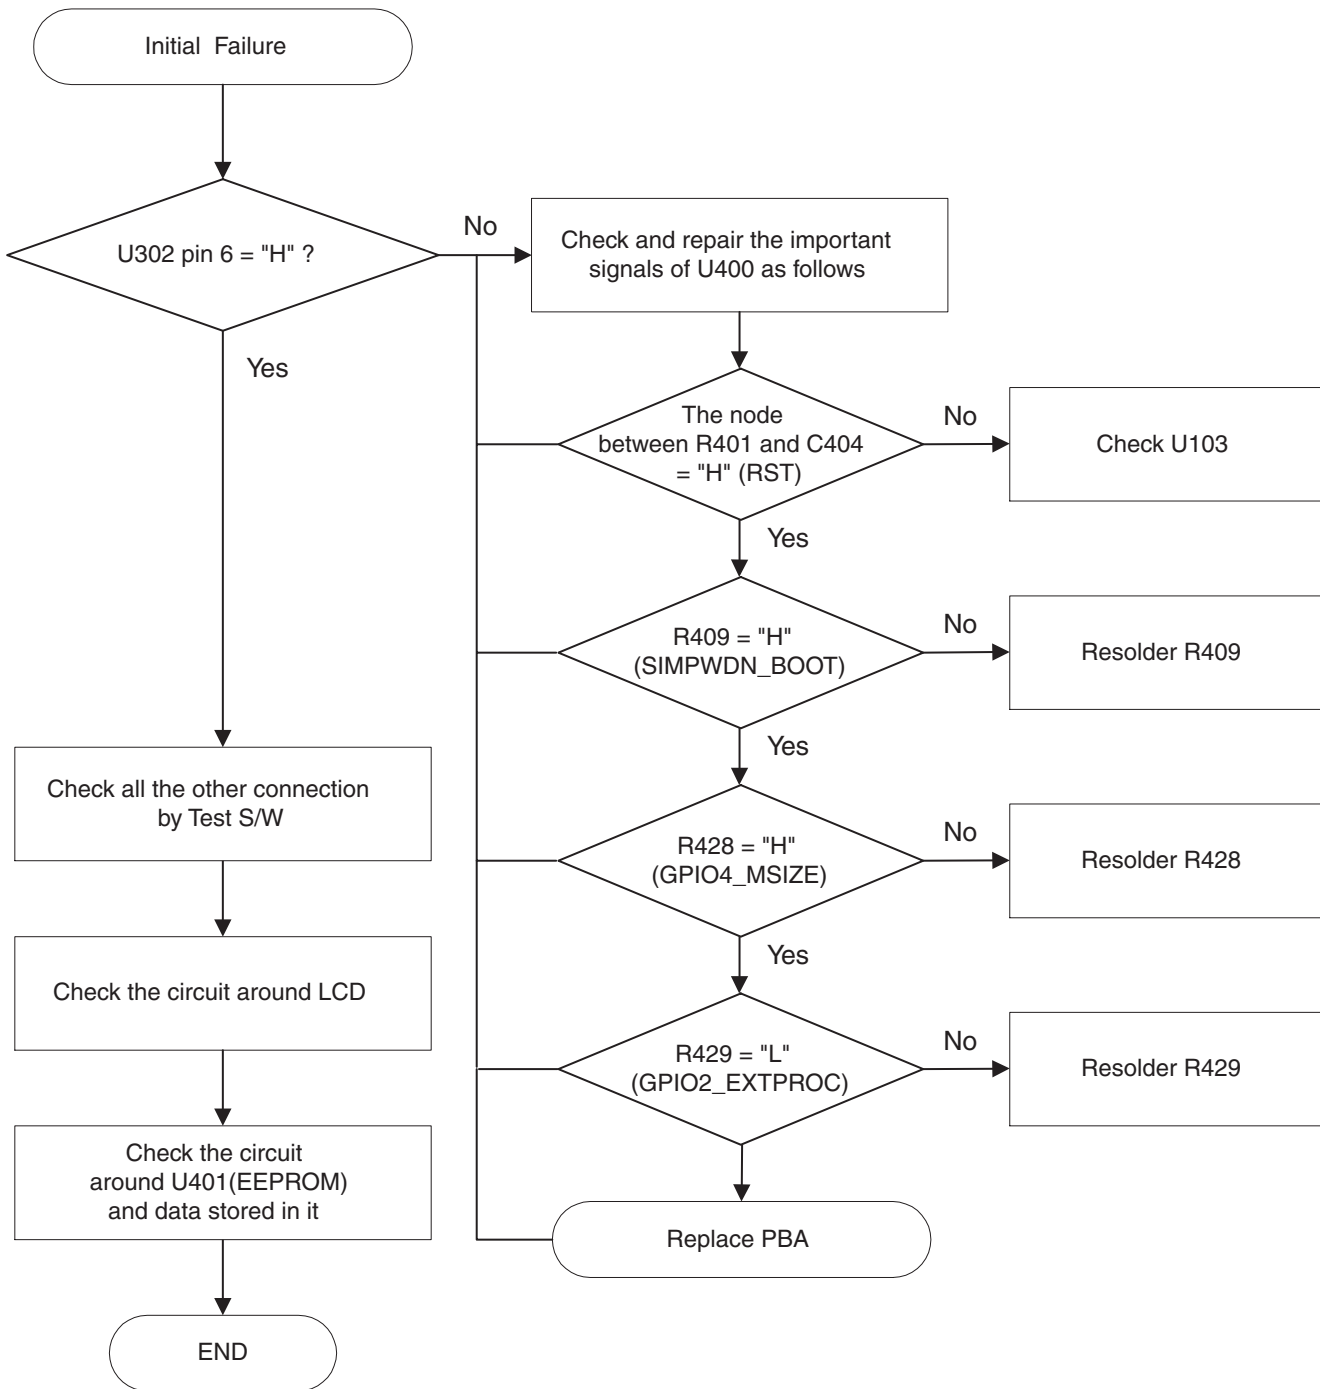 Initial Failure
U302 pin 6 = "H" ?
No
Check and repair the important
signals of U400 as follows
Yes
The node
between R401 and C404
= "H" (RST)
No
Check U103
Yes
R409 = "H"
(SIMPWDN_BOOT)
No
Resolder R409
Yes
Check all the other connection
by Test S/W
R428 = "H"
(GPIO4_MSIZE)
No
Resolder R428
Yes
Check the circuit around LCD
R429 = "L"
(GPIO2_EXTPROC)
No
Resolder R429
Check the circuit
around U401(EEPROM)
and data stored in it
Replace PBA
END